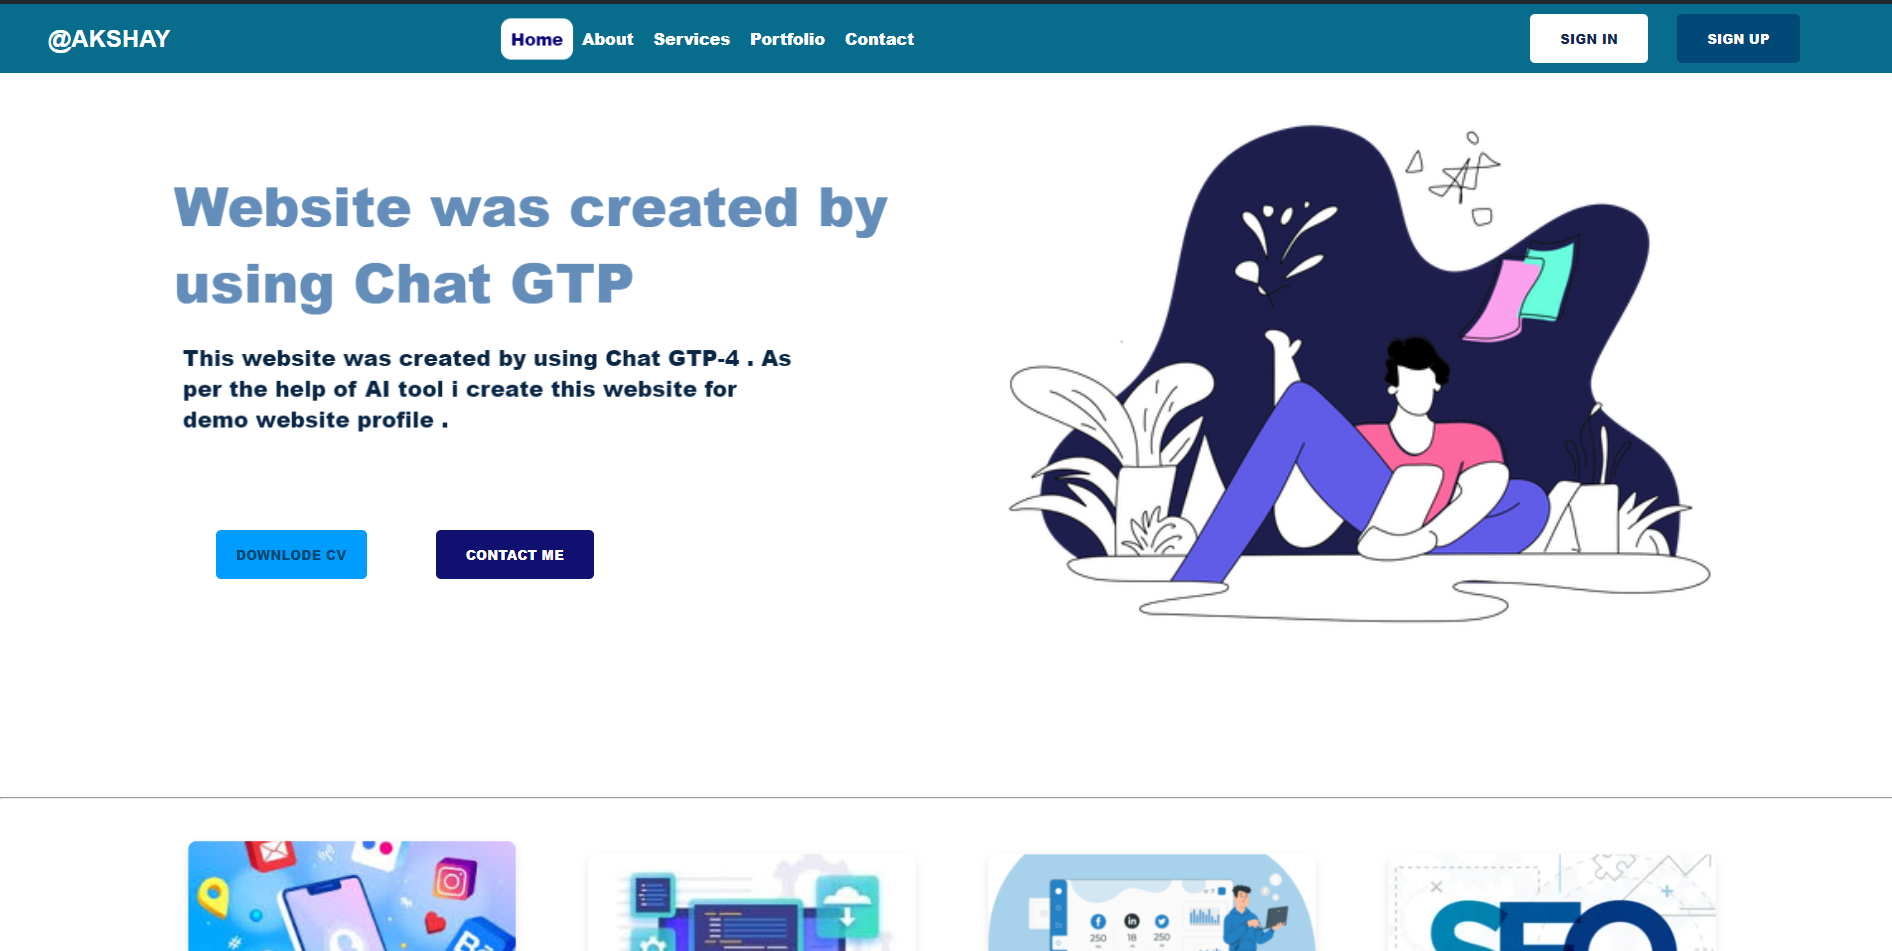 @AKSHAY
Home About Services Portfolio Contact
SIGN IN
SIGN UP
Website was created by
using Chat GTP
This website was created by using Chat GTP-4 . As
per the help of AI tool i create this website for
demo website profile .
DOWNLODE CV
CONTACT ME
250 18 250
SEO